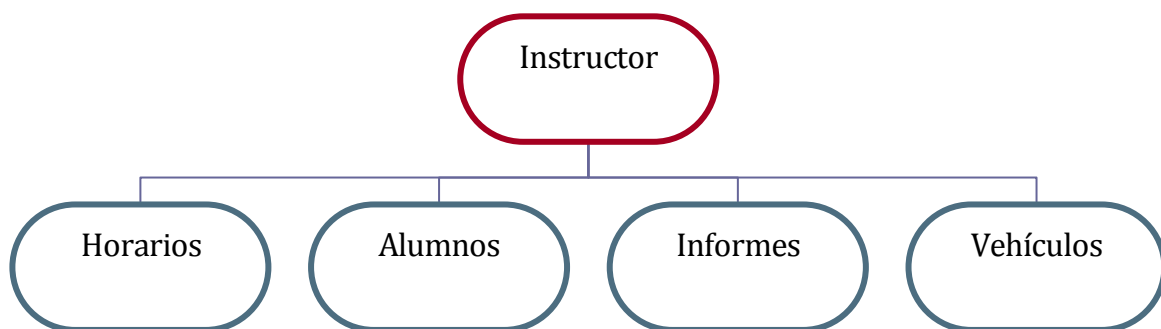 Instructor
Horarios
Alumnos
Informes
Vehículos